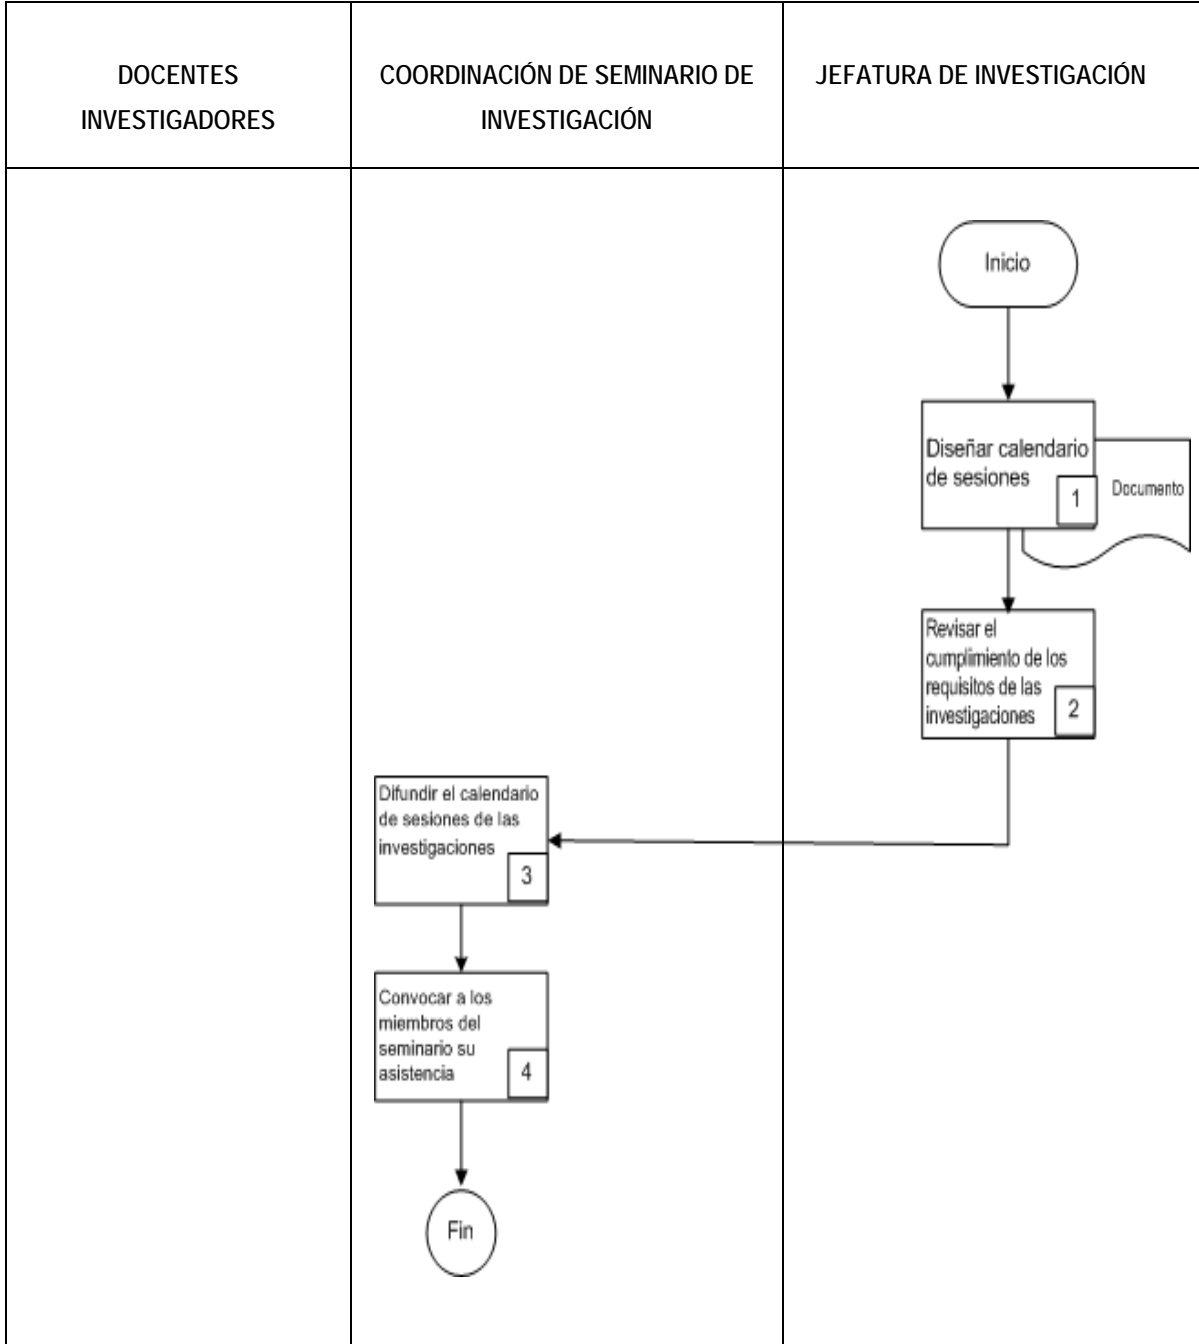 DOCENTES
INVESTIGADORES
COORDINACIÓN DE SEMINARIO DE
INVESTIGACIÓN
JEFATURA DE INVESTIGACIÓN
Inicio
Diseñar calendario
de sesiones
1
Documento
Revisar el
cumplimiento de los
requisitos de las
investigaciones
2
Difundir el calendario
de sesiones de las
investigaciones
3
Convocar a los
miembros del
seminario su
asistencia
4
Fin